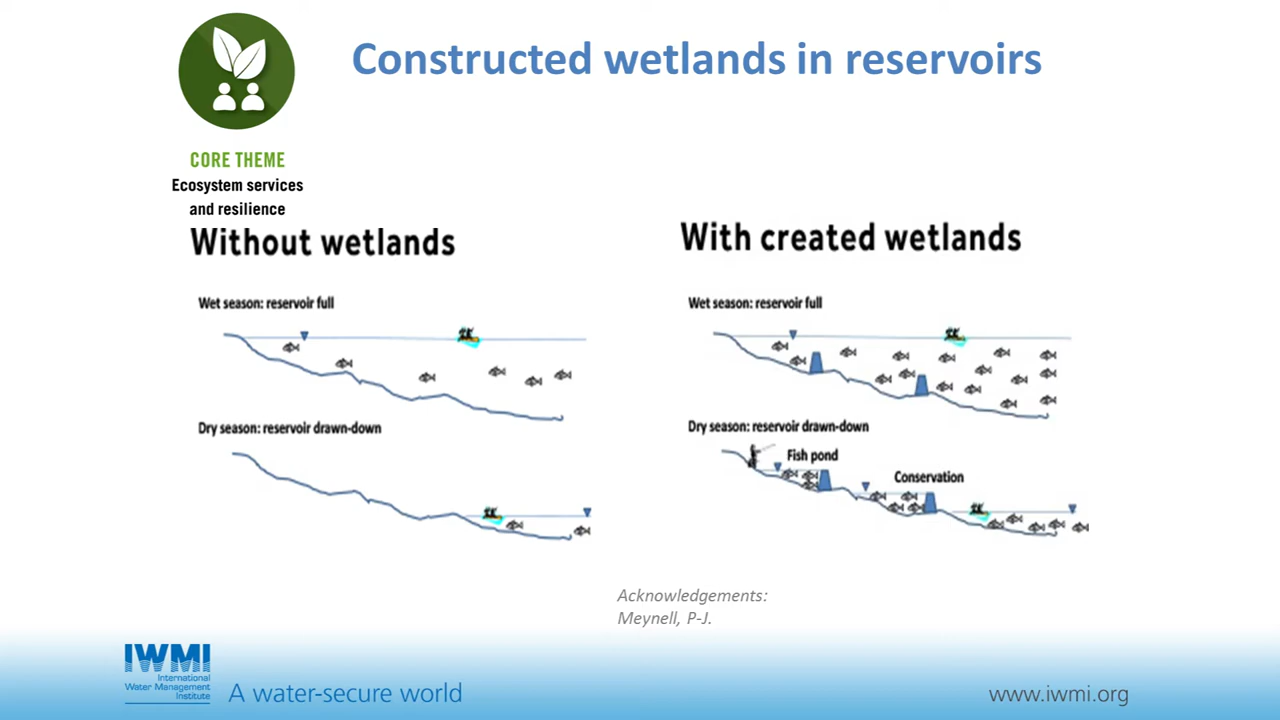 Constructed wetlands in reservoirs
CORE THEME
Ecosystem services
and resilience
Without wetlands
Wet season: reservoir full
Dry season: reservoir drawn-down
With created wetlands
Wet season: reservoir full
Dry season: reservoir drawn-down
Fish pond
Conservation
Acknowledgements:
Meynell, P-J.
IWMI
International
Water Management
Institute
A water-secure world
www.iwmi.org